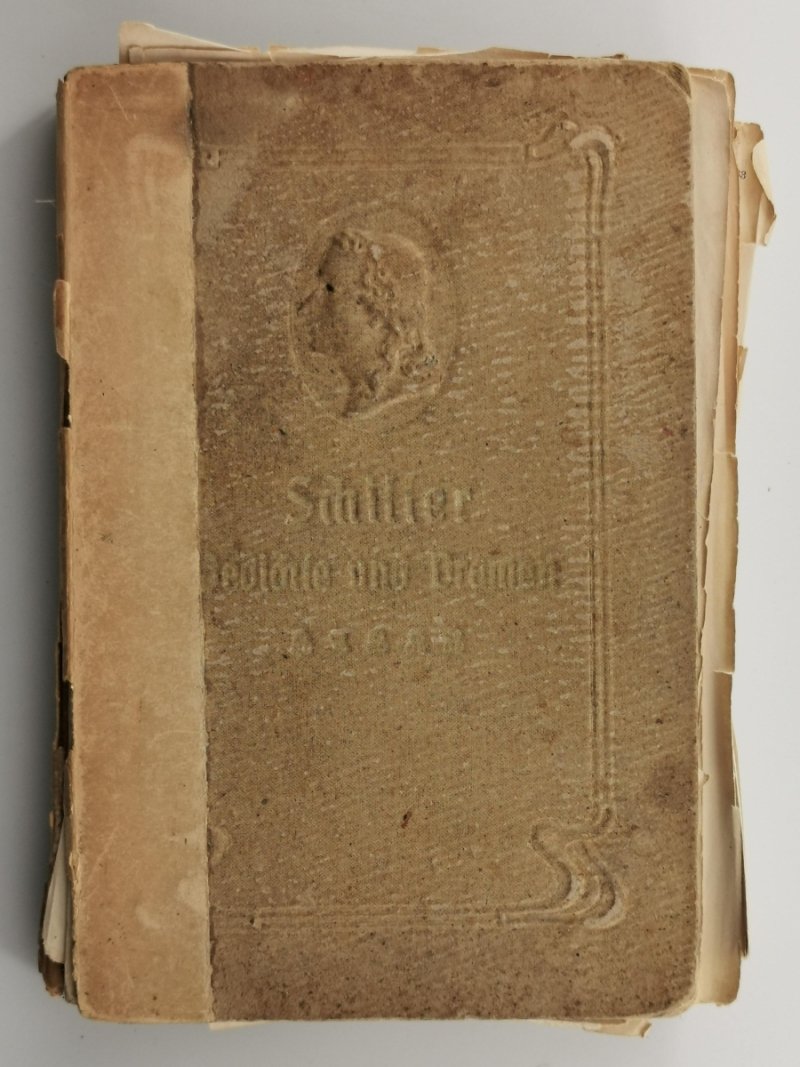 Schiller
Gedichte und Dramen